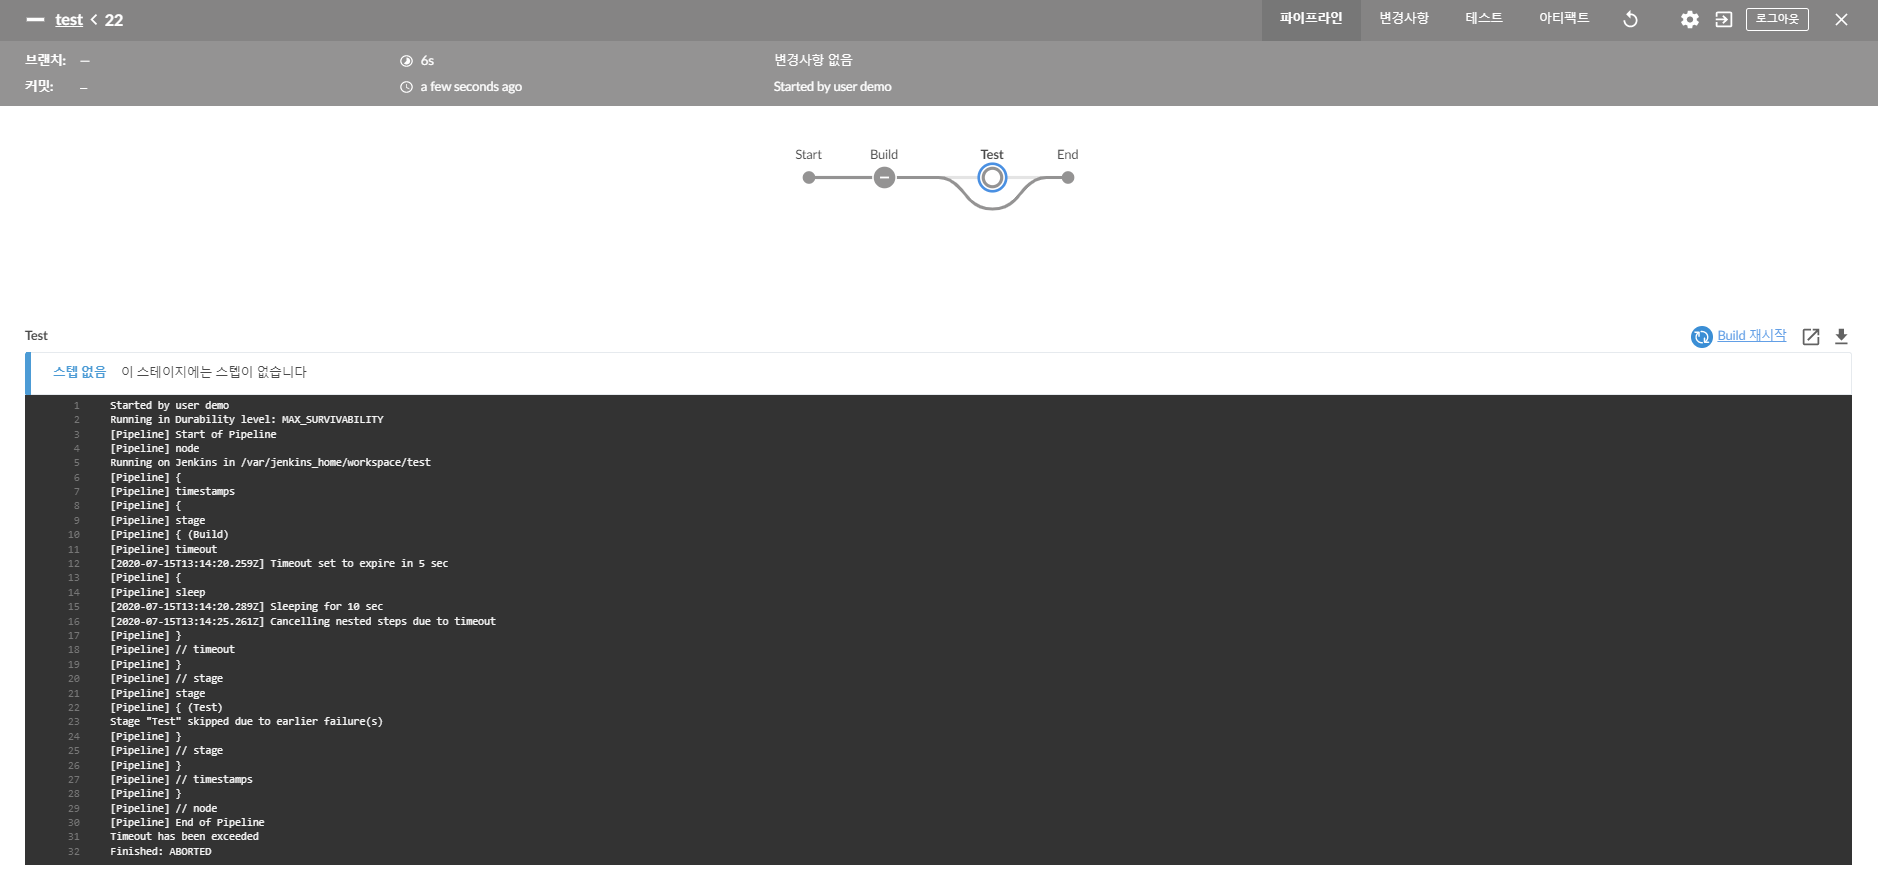 test < 22
파이프라인 변경사항 테스트 아티팩트 로그아웃
브랜치: —
6s
변경사항 없음
커밋: –
a few seconds ago
Started by user demo
Start Build Test End
Test
Build 재시작
스텝 없음 이 스테이지에는 스텝이 없습니다
1 Started by user demo
2 Running in Durability level: MAX_SURVIVABILITY
3 [Pipeline] Start of Pipeline
4 [Pipeline] node
5 Running on Jenkins in /var/jenkins_home/workspace/test
6 [Pipeline] {
7 [Pipeline] timestamps
8 [Pipeline] {
9 [Pipeline] stage
10 [Pipeline] { (Build)
11 [Pipeline] timeout
12 [2020-07-15T13:14:20.259Z] Timeout set to expire in 5 sec
13 [Pipeline] {
14 [Pipeline] sleep
15 [2020-07-15T13:14:20.289Z] Sleeping for 10 sec
16 [2020-07-15T13:14:25.261Z] Cancelling nested steps due to timeout
17 [Pipeline] }
18 [Pipeline] // timeout
19 [Pipeline] }
20 [Pipeline] // stage
21 [Pipeline] stage
22 [Pipeline] { (Test)
23 Stage "Test" skipped due to earlier failure(s)
24 [Pipeline] }
25 [Pipeline] // stage
26 [Pipeline] }
27 [Pipeline] // timestamps
28 [Pipeline] }
29 [Pipeline] // node
30 [Pipeline] End of Pipeline
31 Timeout has been exceeded
32 Finished: ABORTED